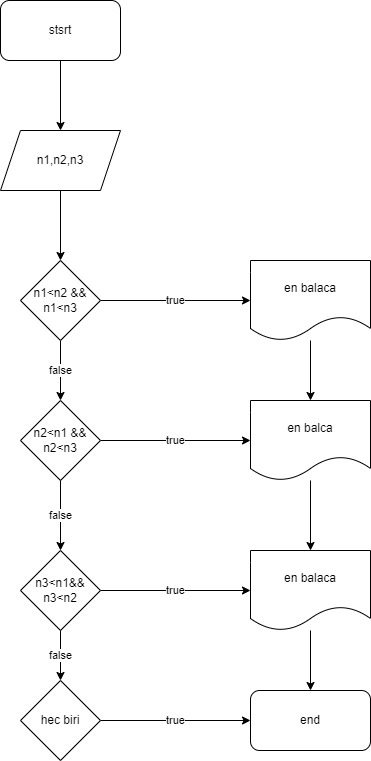 stsrt
n1,n2,n3
n1<n2 &&
n1<n3
true
en balaca
false
n2<n1 &&
n2<n3
true
en balca
false
n3<n1&&
n3<n2
true
en balaca
false
hec biri
true
end